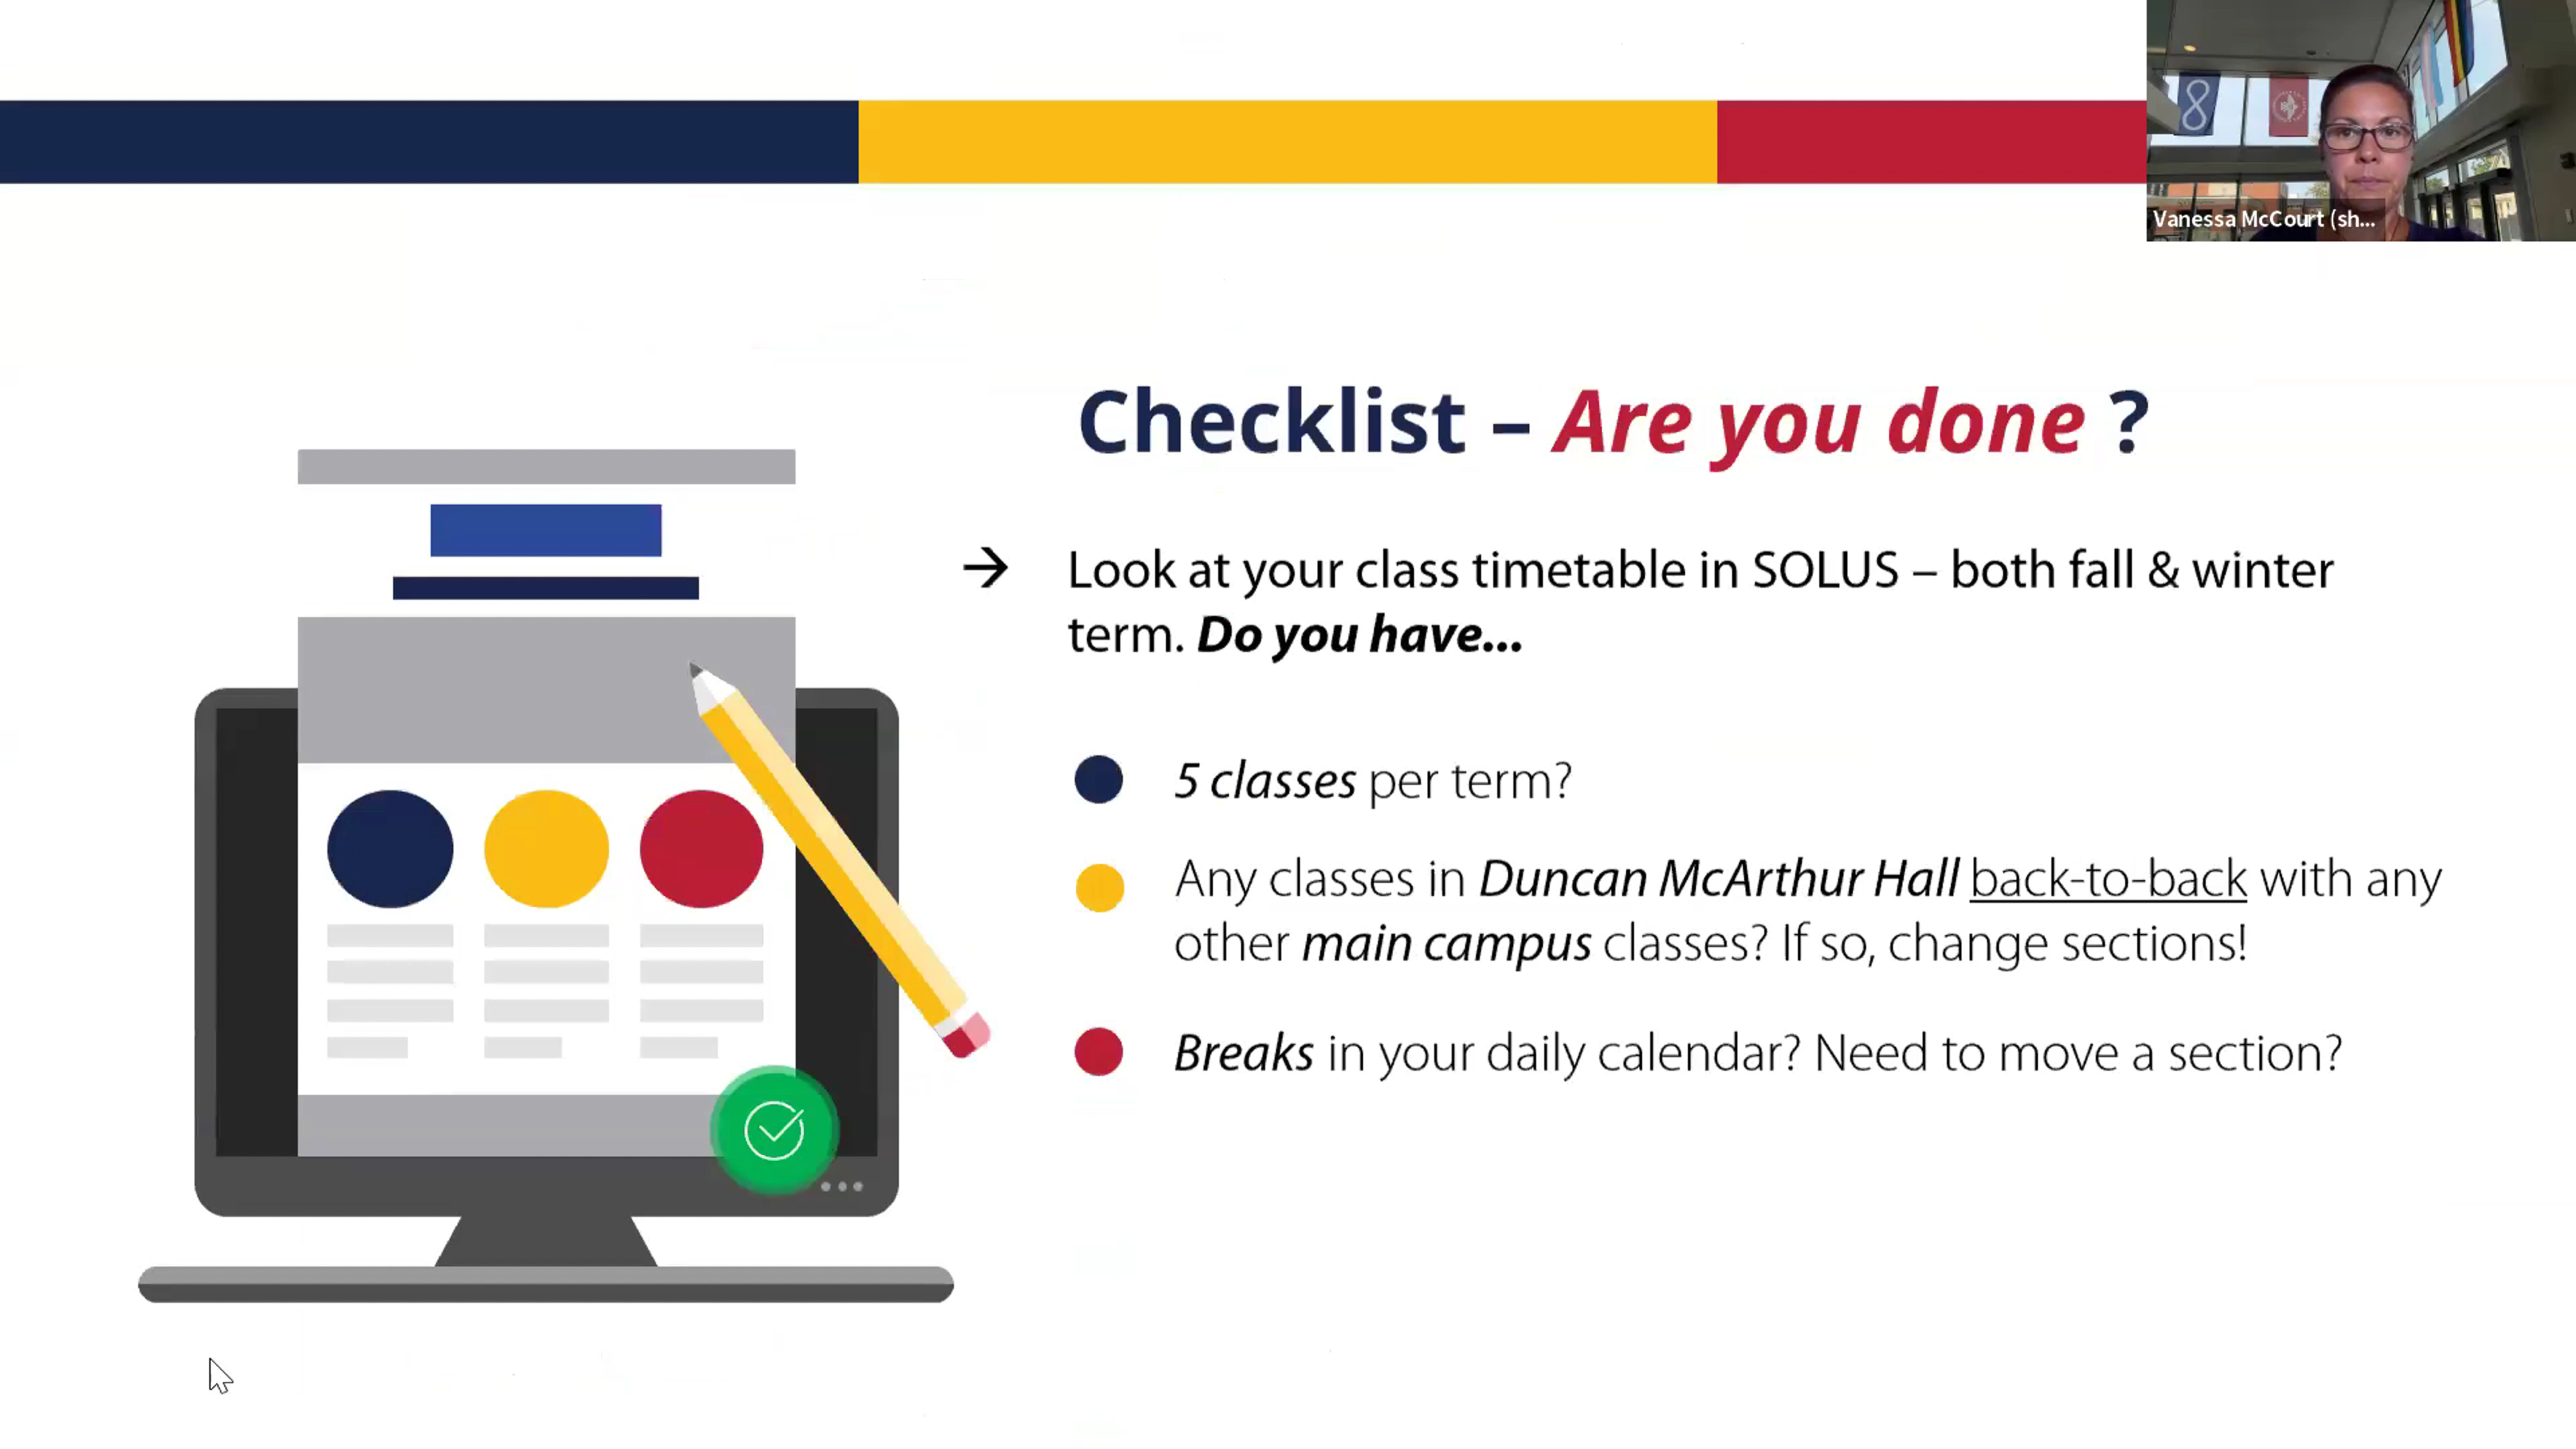 Vanessa McCourt (sh...
Checklist – Are you done ?
→ Look at your class timetable in SOLUS – both fall & winter
term. Do you have...
5 classes per term?
Any classes in Duncan McArthur Hall back-to-back with any
other main campus classes? If so, change sections!
Breaks in your daily calendar? Need to move a section?